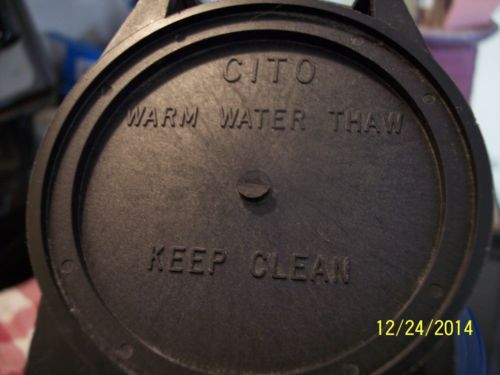 CITO
WARM WATER THAW
KEEP CLEAN
12/24/2014